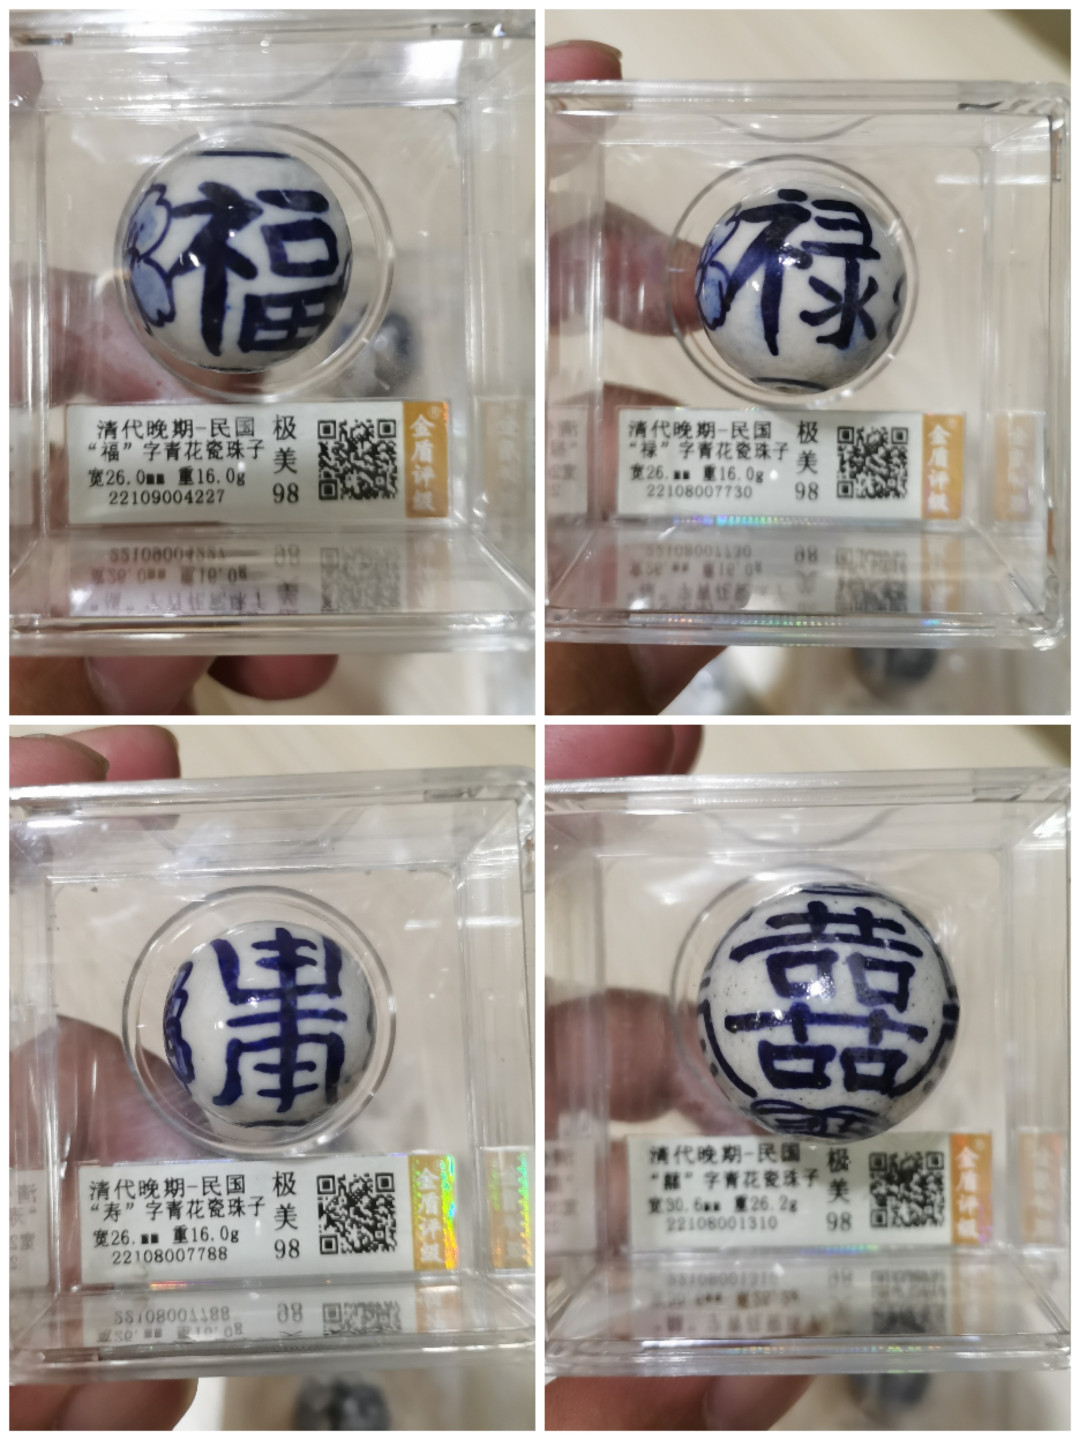 福
清代晚期-民国
“福”字青花瓷珠子
宽26.0mm 重16.0g
22109004227
极美
98
金盾评级
禄
清代晚期-民国
“禄”字青花瓷珠子
宽26.0mm 重16.0g
22108007730
极美
98
金盾评级
清代晚期-民国
“寿”字青花瓷珠子
宽26.mm 重16.0g
22108007788
极美
98
金盾评级
囍
清代晚期-民国
字青花瓷珠子
宽30.6mm 重26.2g
22108001310
极美
98
金盾评级